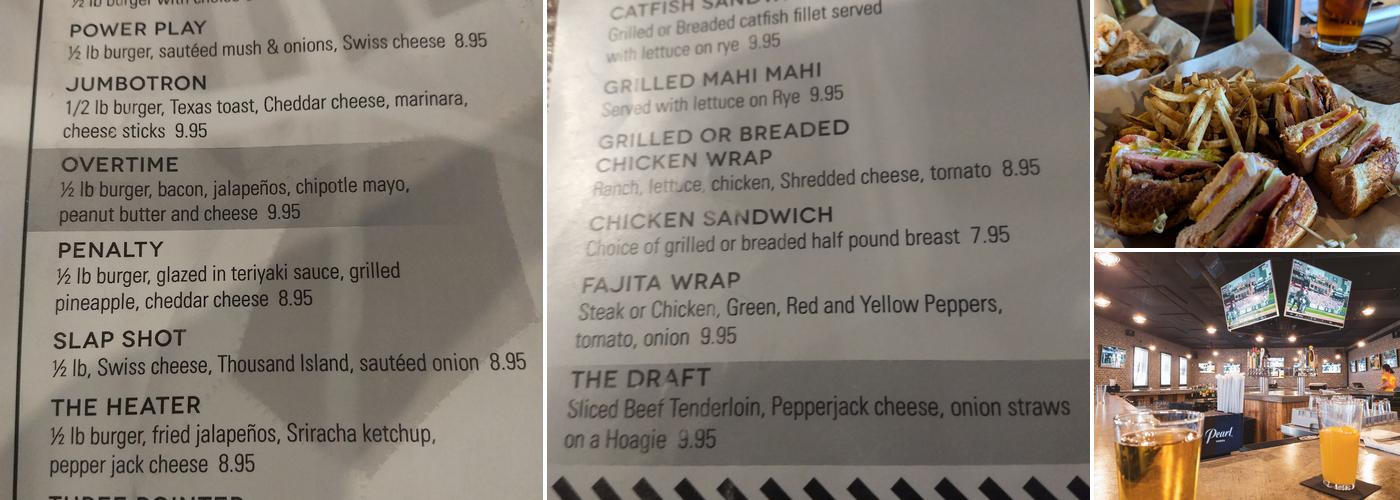 ½ lb burger with
POWER PLAY
½ lb burger, sautéed mush & onions, Swiss cheese 8.95
JUMBOTRON
1/2 lb burger, Texas toast, Cheddar cheese, marinara,
cheese sticks 9.95
OVERTIME
½ lb burger, bacon, jalapeños, chipotle mayo,
peanut butter and cheese 9.95
PENALTY
½ lb burger, glazed in teriyaki sauce, grilled
pineapple, cheddar cheese 8.95
SLAP SHOT
½ lb, Swiss cheese, Thousand Island, sautéed onion 8.95
THE HEATER
½ lb burger, fried jalapeños, Sriracha ketchup,
pepper jack cheese 8.95
THREE POINTER
CATFISH
Grilled or Breaded catfish fillet served
with lettuce on rye 9.95
GRILLED MAHI MAHI
Served with lettuce on Rye 9.95
GRILLED OR BREADED
CHICKEN WRAP
Ranch, lettuce, chicken, Shredded cheese, tomato 8.95
CHICKEN SANDWICH
Choice of grilled or breaded half pound breast 7.95
FAJITA WRAP
Steak or Chicken, Green, Red and Yellow Peppers,
tomato, onion 9.95
THE DRAFT
Sliced Beef Tenderloin, Pepperjack cheese, onion straws
on a Hoagie 9.95
Pearl